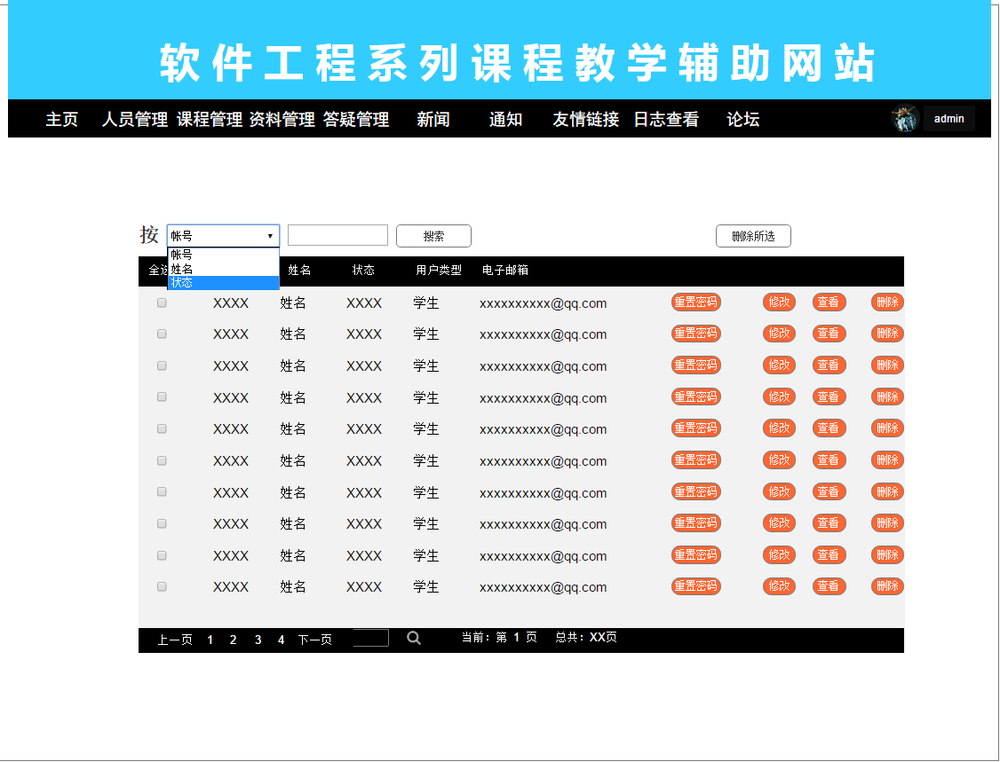 软件工程系列课程教学辅助网站
主页 人员管理 课程管理 资料管理 答疑管理 新闻 通知 友情链接 日志查看 论坛 admin
按 帐号 搜索 删除所选
帐号
姓名
状态
全 姓名 状态 用户类型 电子邮箱
XXXX 姓名 XXXX 学生 xxxxxxxxxx@qq.com 重置密码 修改 查看 删除
XXXX 姓名 XXXX 学生 xxxxxxxxxx@qq.com 重置密码 修改 查看 删除
XXXX 姓名 XXXX 学生 xxxxxxxxxx@qq.com 重置密码 修改 查看 删除
XXXX 姓名 XXXX 学生 xxxxxxxxxx@qq.com 重置密码 修改 查看 删除
XXXX 姓名 XXXX 学生 xxxxxxxxxx@qq.com 重置密码 修改 查看 删除
XXXX 姓名 XXXX 学生 xxxxxxxxxx@qq.com 重置密码 修改 查看 删除
XXXX 姓名 XXXX 学生 xxxxxxxxxx@qq.com 重置密码 修改 查看 删除
XXXX 姓名 XXXX 学生 xxxxxxxxxx@qq.com 重置密码 修改 查看 删除
XXXX 姓名 XXXX 学生 xxxxxxxxxx@qq.com 重置密码 修改 查看 删除
XXXX 姓名 XXXX 学生 xxxxxxxxxx@qq.com 重置密码 修改 查看 删除
上一页 1 2 3 4 下一页 当前：第 1 页 总共：XX页